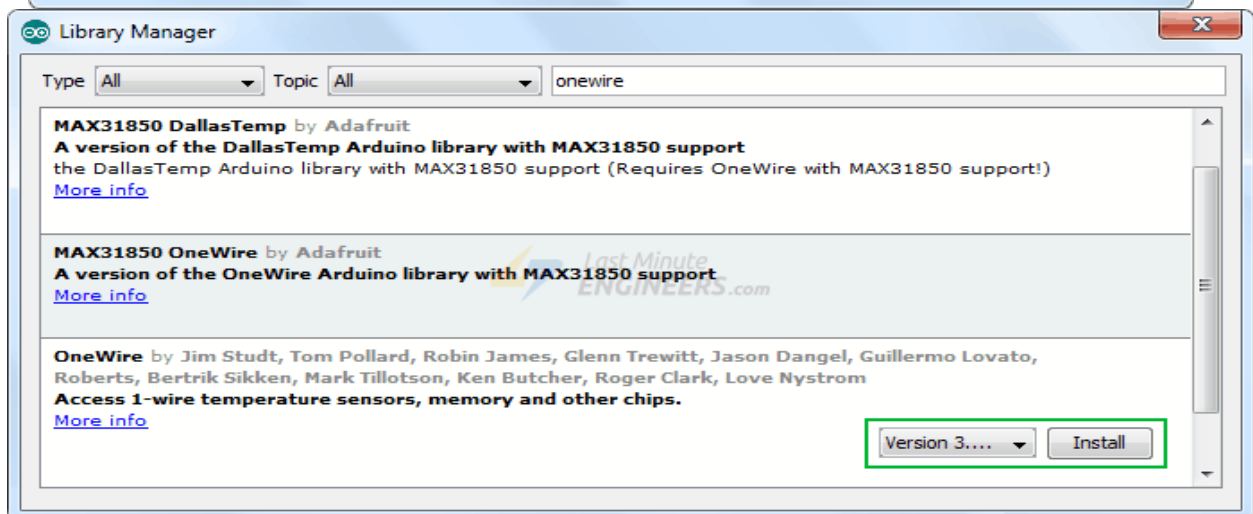 Library Manager
Type All Topic All onewire
MAX31850 DallasTemp by Adafruit
A version of the DallasTemp Arduino library with MAX31850 support
the DallasTemp Arduino library with MAX31850 support (Requires OneWire with MAX31850 support!)
More info
MAX31850 OneWire by Adafruit
Last Minute
A version of the OneWire Arduino library with MAX31850 support
ENGINEERS.com
More info
OneWire by Jim Studt, Tom Pollard, Robin James, Glenn Trewitt, Jason Dangel, Guillermo Lovato,
Roberts, Bertrik Sikken, Mark Tillotson, Ken Butcher, Roger Clark, Love Nystrom
Access 1-wire temperature sensors, memory and other chips.
More info
Version 3.... Install